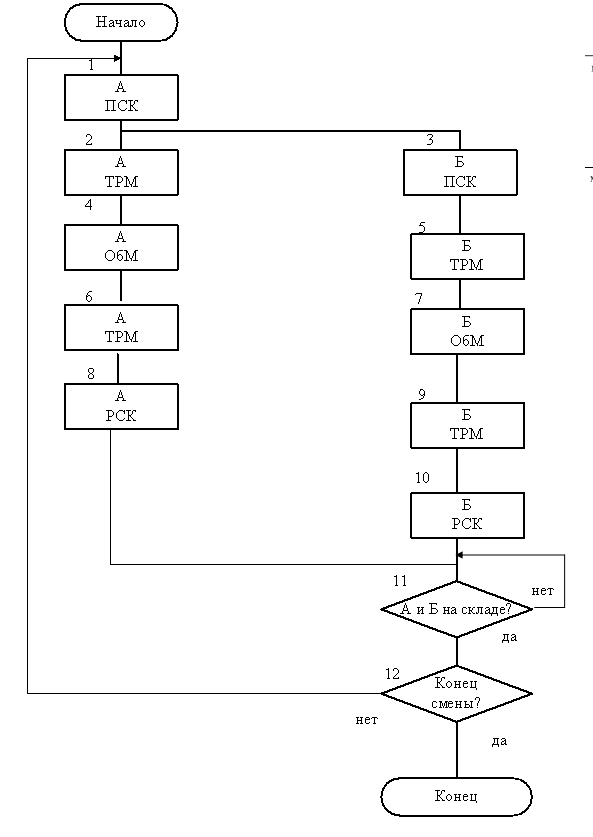 Начало
1
А
ПСК
2
А
ТРМ
3
Б
ПСК
4
А
ОбМ
5
Б
ТРМ
6
А
ТРМ
7
Б
ОбМ
8
А
РСК
9
Б
ТРМ
10
Б
РСК
11
А и Б на складе?
нет
да
12
Конец
смены?
нет
да
Конец